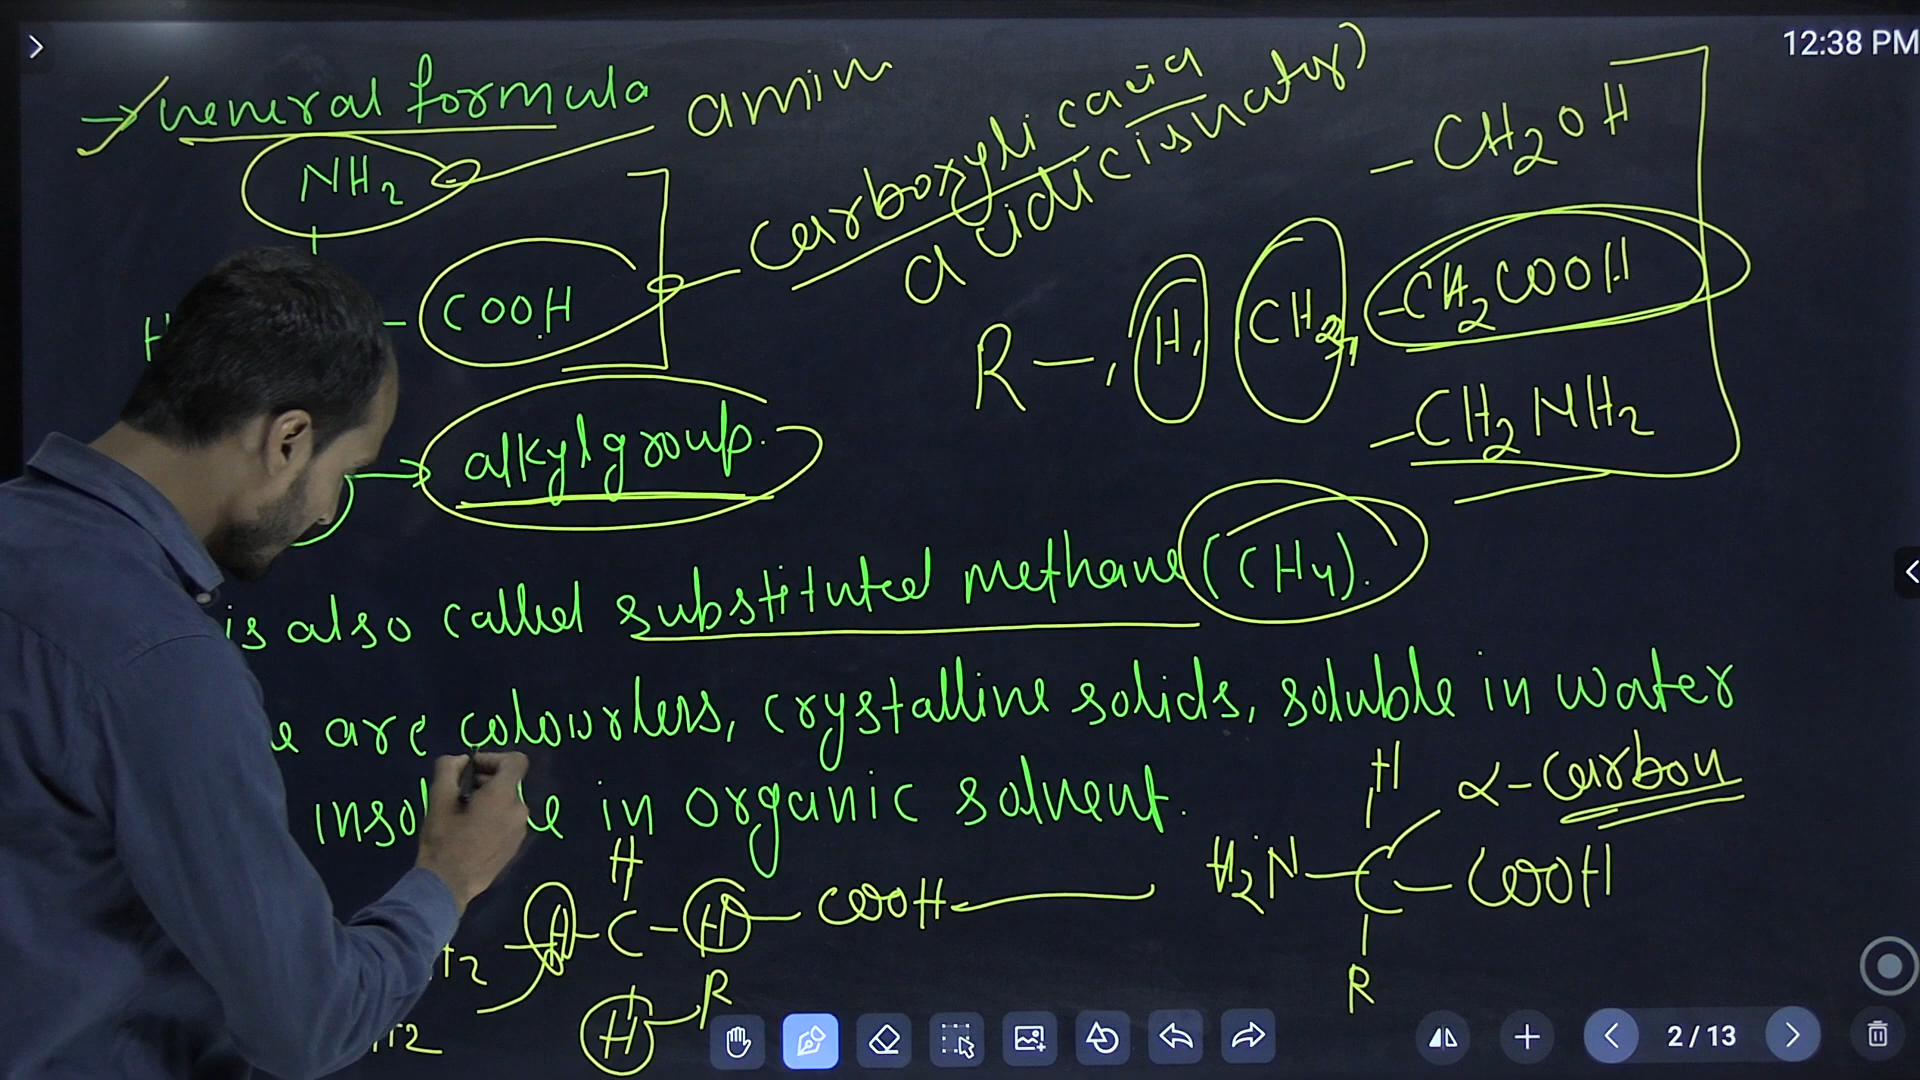 12:38 PM
→ General formula
amin
NH2
carboxylic acid
acidic is natur)
COOH
H
alkyl group.
R —, H, CH3,
-CH2OH
-CH2COOH
-CH2NH2
is also called substituted methane (CH4).
are colourless, crystalline solids, soluble in water
in organic solvent.
H
H - C - H - COOH
H - R
H
α-carbon
H2N - C - COOH
R
2 / 13